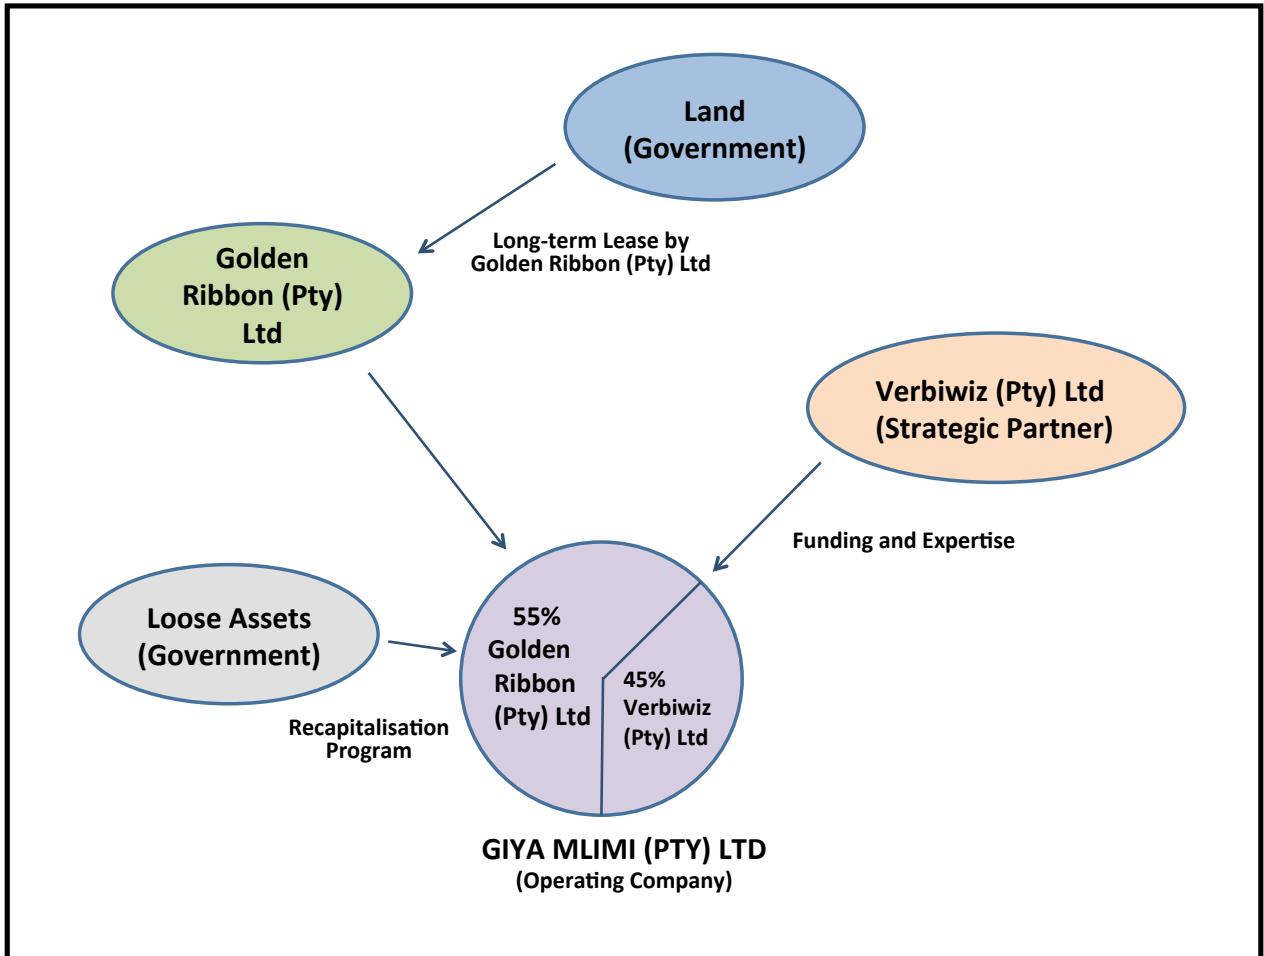 Land
(Government)
Long-term Lease by
Golden Ribbon (Pty) Ltd
Golden
Ribbon (Pty)
Ltd
Verbiwiz (Pty) Ltd
(Strategic Partner)
Funding and Expertise
Loose Assets
(Government)
Recapitalisation
Program
55%
Golden
Ribbon
(Pty) Ltd
45%
Verbiwiz
(Pty) Ltd
GIYA MLIMI (PTY) LTD
(Operating Company)